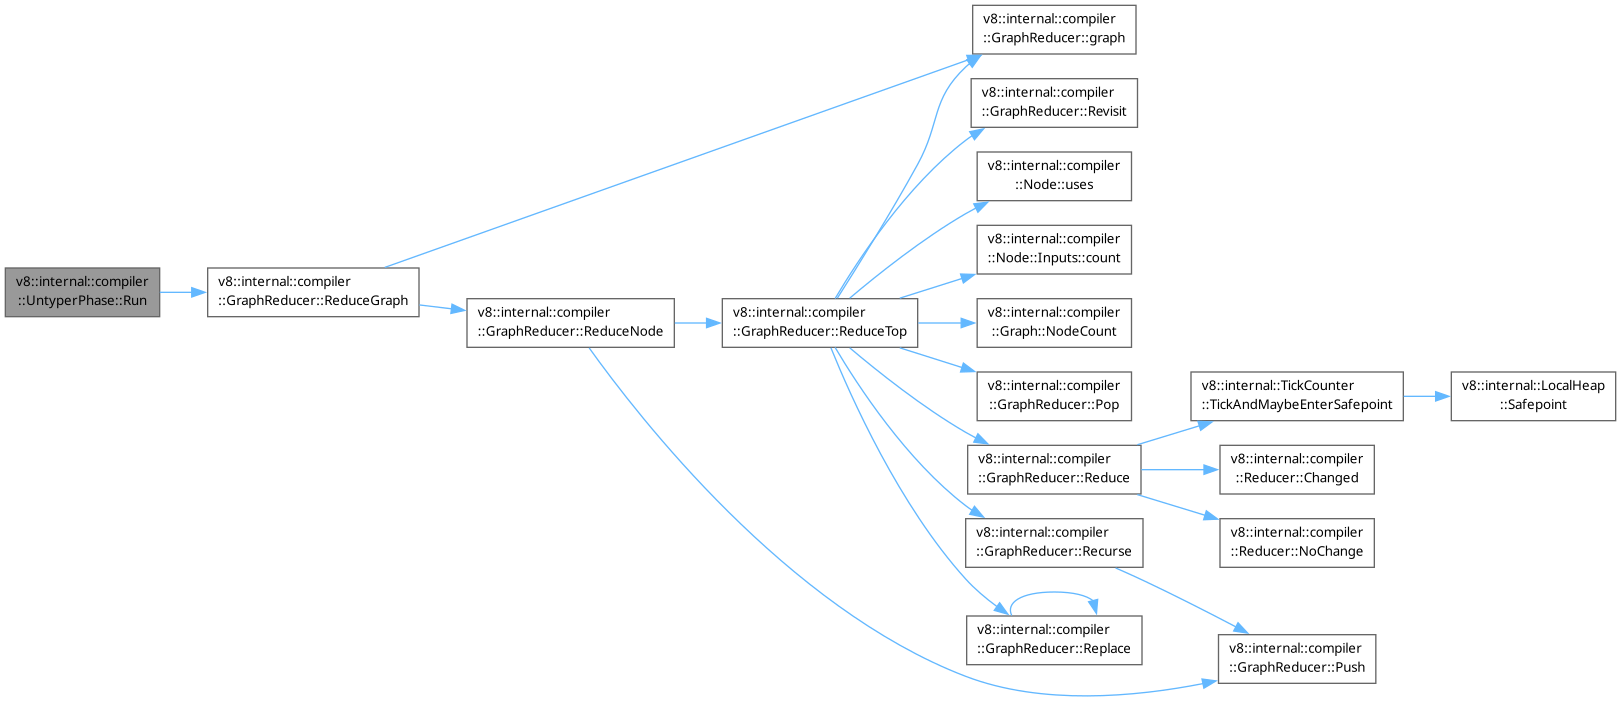 v8::internal::compiler
::UntyperPhase::Run
v8::internal::compiler
::GraphReducer::ReduceGraph
v8::internal::compiler
::GraphReducer::graph
v8::internal::compiler
::GraphReducer::ReduceNode
v8::internal::compiler
::GraphReducer::ReduceTop
v8::internal::compiler
::GraphReducer::Revisit
v8::internal::compiler
::Node::uses
v8::internal::compiler
::Node::Inputs::count
v8::internal::compiler
::Graph::NodeCount
v8::internal::compiler
::GraphReducer::Pop
v8::internal::compiler
::GraphReducer::Reduce
v8::internal::TickCounter
::TickAndMaybeEnterSafepoint
v8::internal::LocalHeap
::Safepoint
v8::internal::compiler
::Reducer::Changed
v8::internal::compiler
::Reducer::NoChange
v8::internal::compiler
::GraphReducer::Recurse
v8::internal::compiler
::GraphReducer::Replace
v8::internal::compiler
::GraphReducer::Push